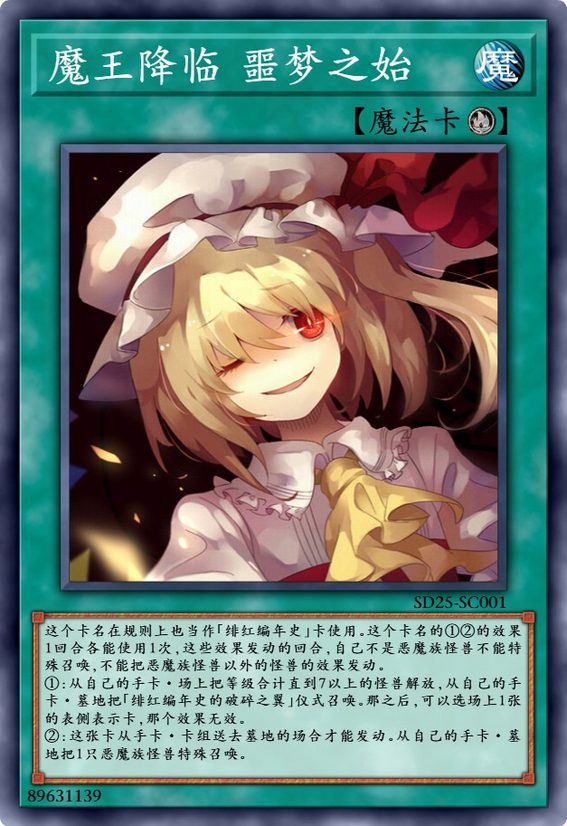 魔王降临 噩梦之始
魔
【魔法卡】
SD25-SC001
这个卡名在规则上也当作「绯红编年史」卡使用。这个卡名的①②的效果
1回合各能使用1次，这些效果发动的回合，自己不是恶魔族怪兽不能特
殊召唤，不能把恶魔族怪兽以外的怪兽的效果发动。
①：从自己的手卡·场上把等级合计直到7以上的怪兽解放，从自己的手
卡·墓地把「绯红编年史的破碎之翼」仪式召唤。那之后，可以选场上1张
的表侧表示卡，那个效果无效。
②：这张卡从手卡·卡组送去墓地的场合才能发动。从自己的手卡·墓
地把1只恶魔族怪兽特殊召唤。
89631139